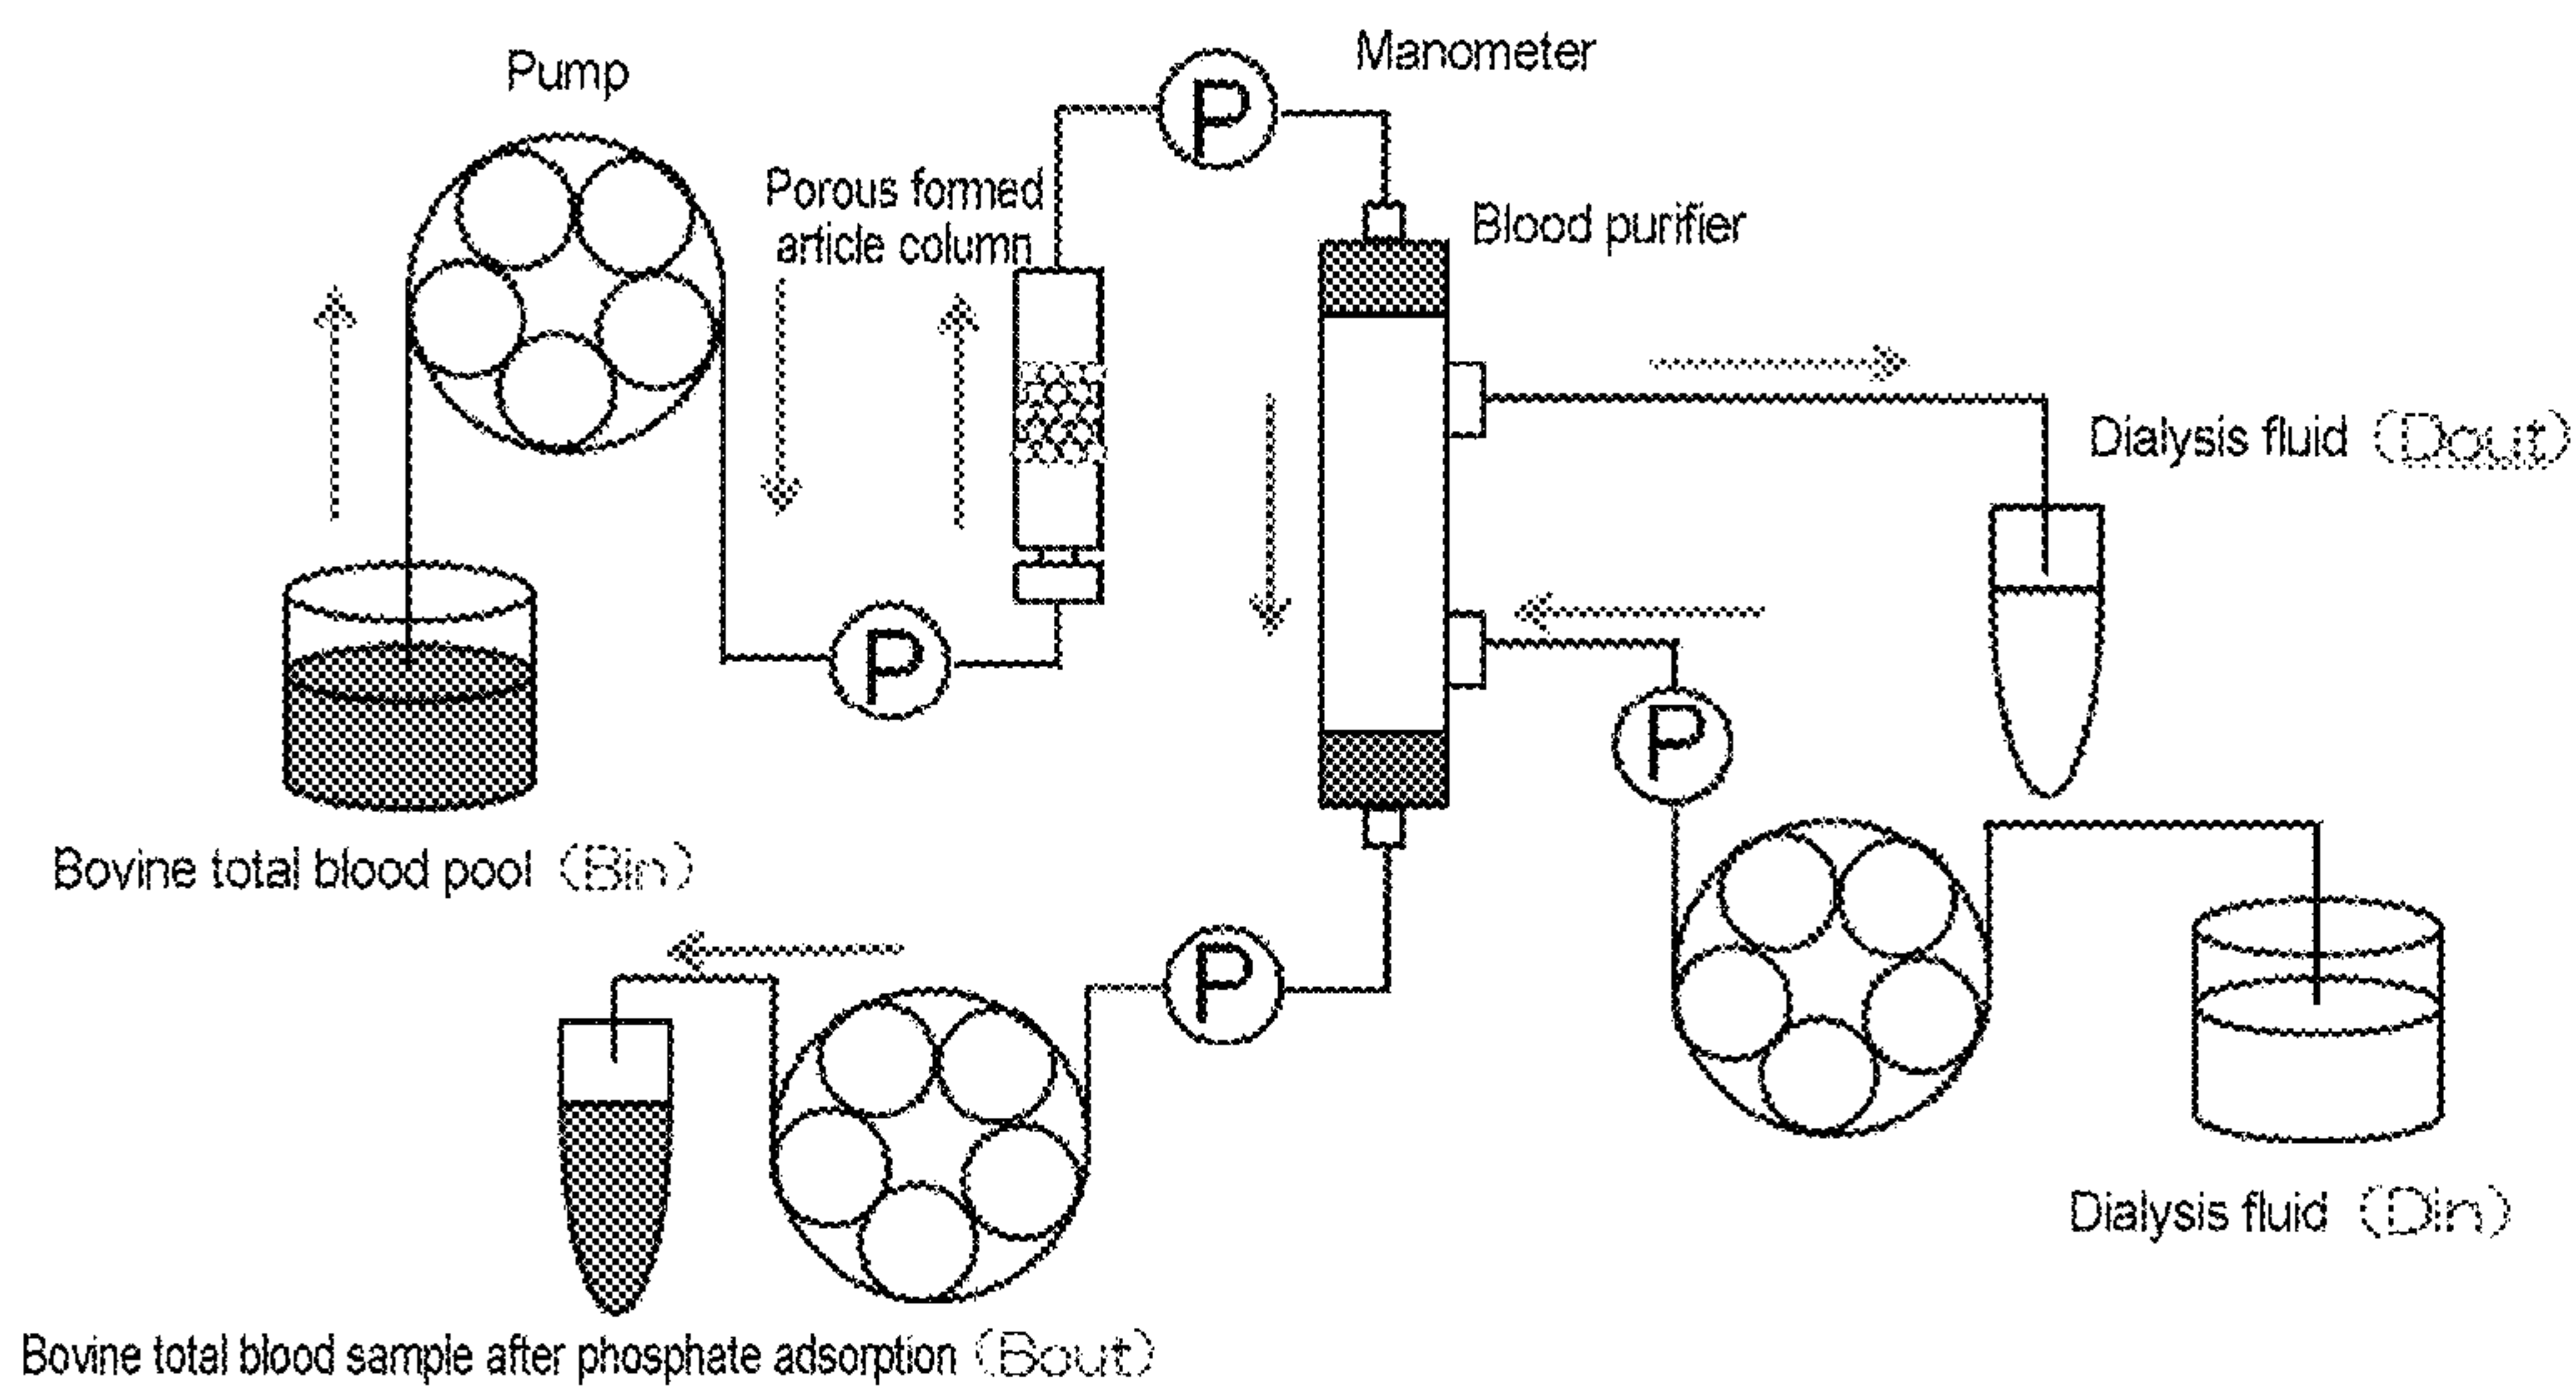 Pump
Manometer
P
Porous formed
article column
Blood purifier
Dialysis fluid (Dout)
P
P
Bovine total blood pool (Bin)
P
Dialysis fluid (Din)
Bovine total blood sample after phosphate adsorption (Bout)